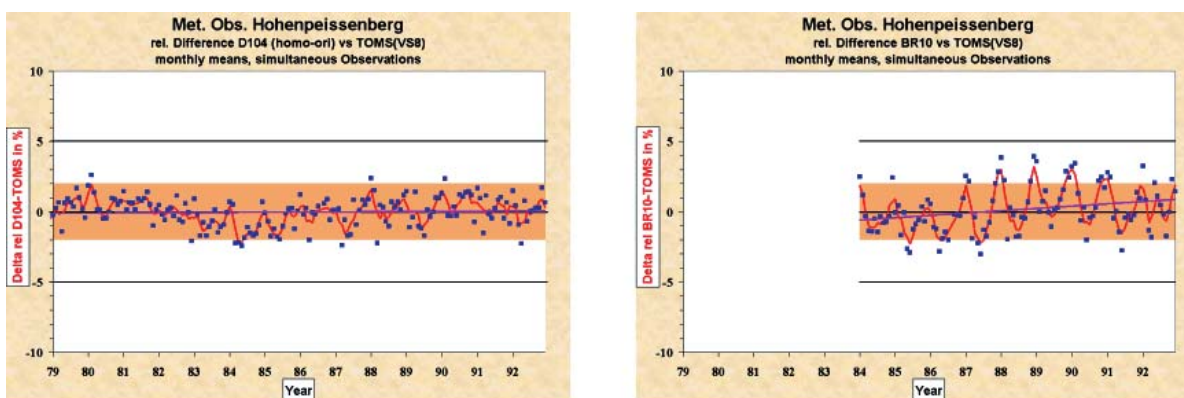 Met. Obs. Hohenpeissenberg
rel. Difference D104 (homo-ori) vs TOMS(VS8)
monthly means, simultaneous Observations
Delta rel D104-TOMS in %
10
5
0
-5
-10
79 80 81 82 83 84 85 86 87 88 89 90 91 92
Year
Met. Obs. Hohenpeissenberg
rel. Difference BR10 vs TOMS(VS8)
monthly means, simultaneous Observations
Delta rel BR10-TOMS in %
10
5
0
-5
-10
79 80 81 82 83 84 85 86 87 88 89 90 91 92
Year